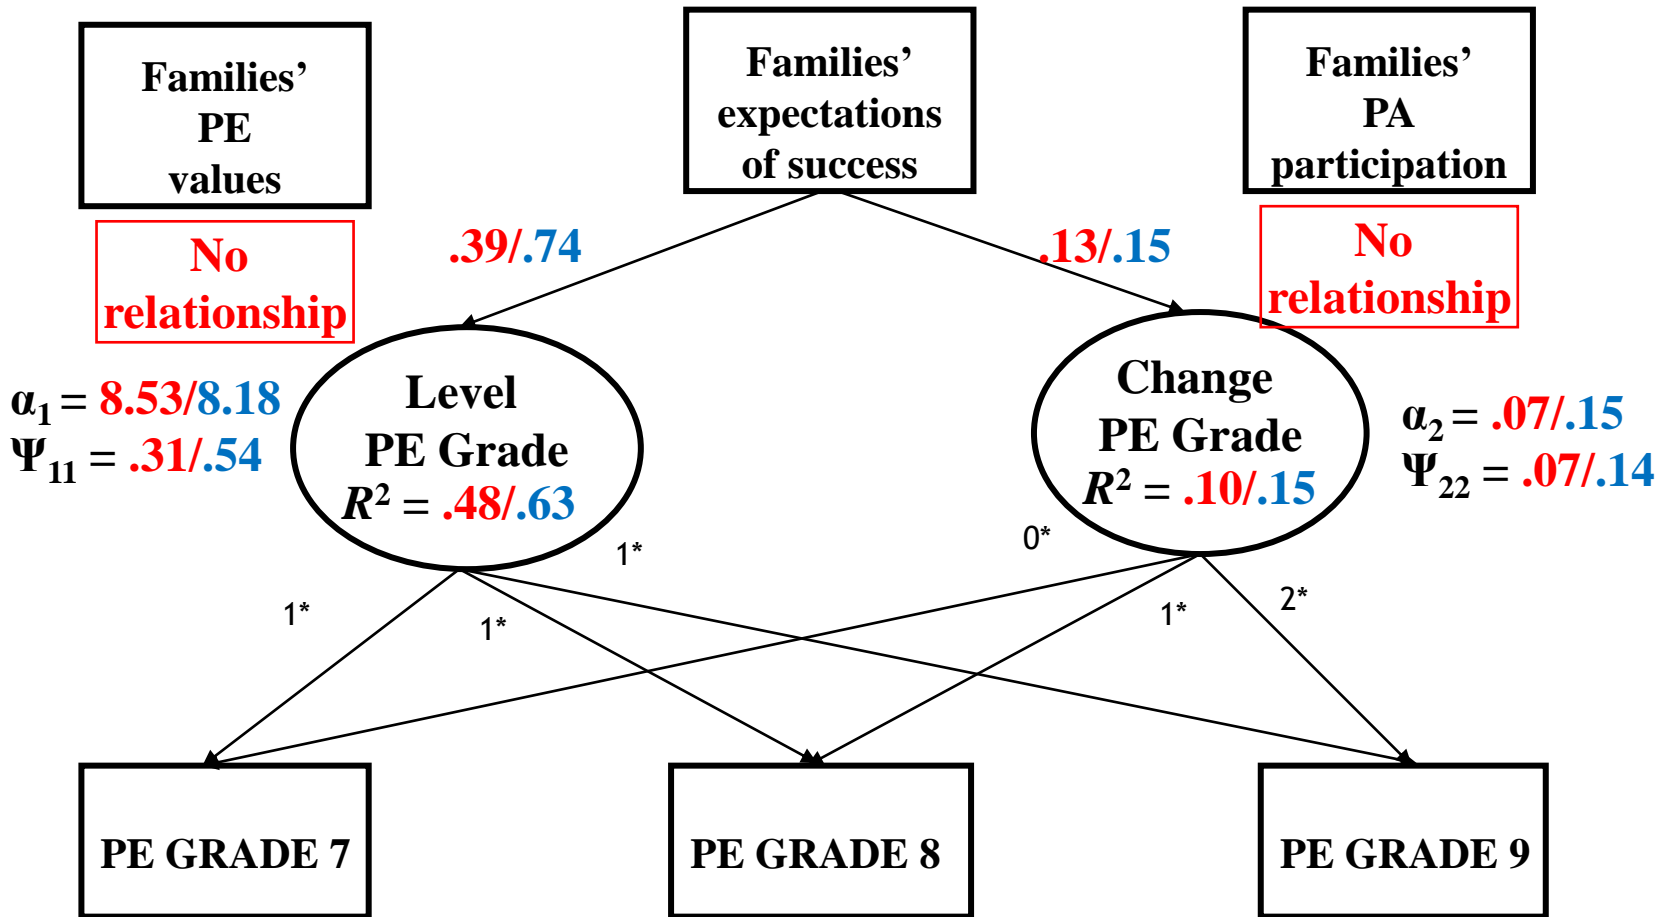 Families’
PE
values
Families’
expectations
of success
Families’
PA
participation
No
relationship
.39/.74
.13/.15
No
relationship
α₁ = 8.53/8.18
Ψ₁₁ = .31/.54
Level
PE Grade
R² = .48/.63
Change
PE Grade
R² = .10/.15
α₂ = .07/.15
Ψ₂₂ = .07/.14
1*
1*
1*
0*
1*
2*
PE GRADE 7
PE GRADE 8
PE GRADE 9